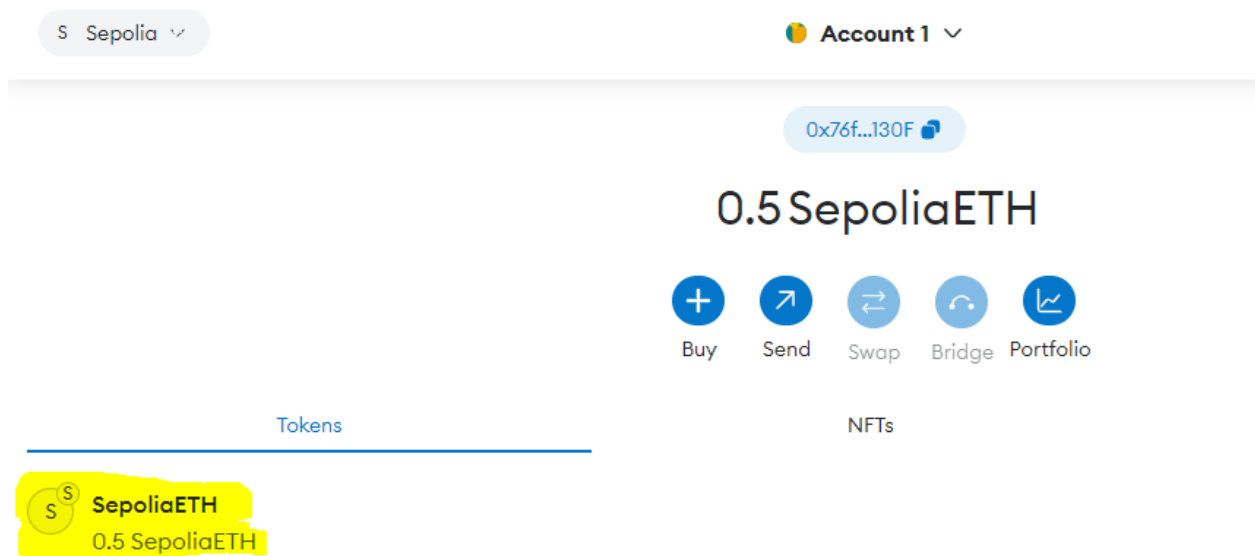 S Sepolia
Account 1
0x76f...130F
0.5 SepoliaETH
Buy Send Swap Bridge Portfolio
Tokens NFTs
S S SepoliaETH
0.5 SepoliaETH